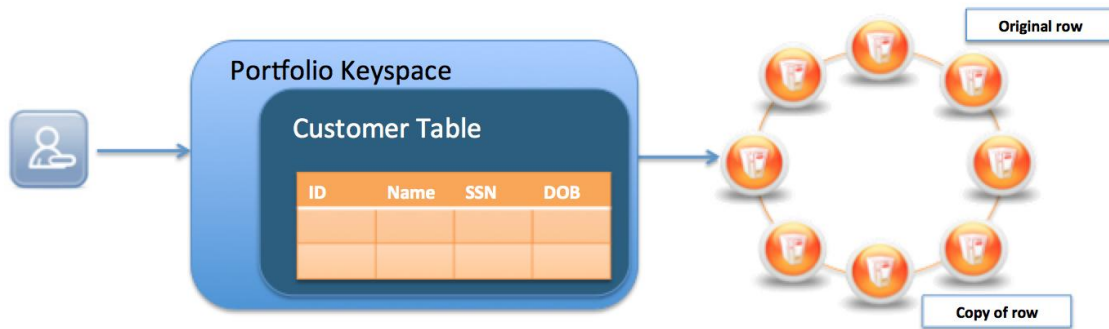 Original row
Portfolio Keyspace
Customer Table
ID Name SSN DOB
Copy of row